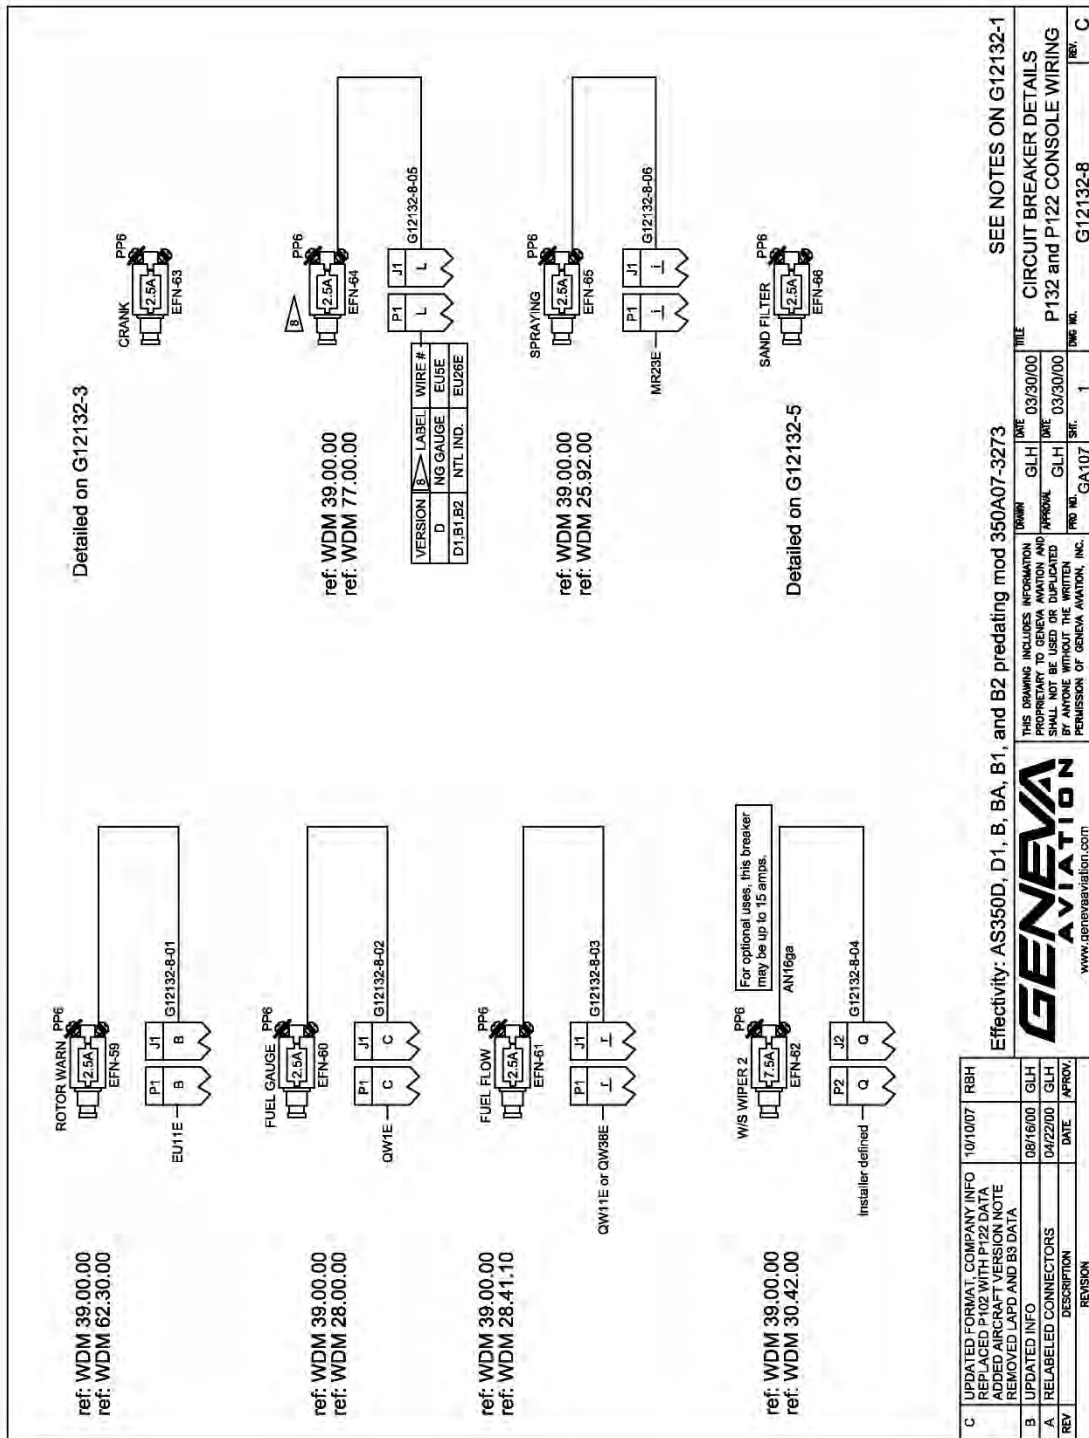 ref: WDM 39.00.00
ref: WDM 62.30.00
ROTOR WARN
PP6
2.5A
EFN-59
P1
J1
B
B
EU11E
G12132-8-01
ref: WDM 39.00.00
ref: WDM 28.00.00
FUEL GAUGE
PP6
2.5A
EFN-60
P1
J1
C
C
QW1E
G12132-8-02
ref: WDM 39.00.00
ref: WDM 28.41.10
FUEL FLOW
PP6
2.5A
EFN-61
P1
J1
r
r
QW11E or QW38E
G12132-8-03
ref: WDM 39.00.00
ref: WDM 30.42.00
W/S WIPER 2
PP6
7.5A
EFN-62
For optional uses, this breaker
may be up to 15 amps.
AN16ga
P2
J2
Q
Q
Installer defined
G12132-8-04
Detailed on G12132-3
CRANK
PP6
2.5A
EFN-63
ref: WDM 39.00.00
ref: WDM 77.00.00
8
PP6
2.5A
EFN-64
P1
J1
L
L
G12132-8-05
VERSION 8 LABEL WIRE #
D NG GAUGE EU5E
D1,B1,B2 NTL IND. EU26E
ref: WDM 39.00.00
ref: WDM 25.92.00
SPRAYING
PP6
2.5A
EFN-65
P1
J1
i
i
MR23E
G12132-8-06
Detailed on G12132-5
SAND FILTER
PP6
2.5A
EFN-66
Effectivity: AS350D, D1, B, BA, B1, and B2 predating mod 350A07-3273
SEE NOTES ON G12132-1
C UPDATED FORMAT, COMPANY INFO 10/10/07 RBH
REPLACED P102 WITH P122 DATA
ADDED AIRCRAFT VERSION NOTE
REMOVED LAPD AND B3 DATA
B UPDATED INFO 08/16/00 GLH
A RELABELED CONNECTORS 04/22/00 GLH
REV DESCRIPTION DATE APROV.
REVISION
GENEVA
AVIATION
www.genevaaviation.com
THIS DRAWING INCLUDES INFORMATION
PROPRIETARY TO GENEVA AVIATION AND
SHALL NOT BE USED OR DUPLICATED
BY ANYONE WITHOUT THE WRITTEN
PERMISSION OF GENEVA AVIATION, INC.
DRAWN GLH DATE 03/30/00
APPROVAL GLH DATE 03/30/00
PRO NO. GA107 SHT. 1
TITLE
CIRCUIT BREAKER DETAILS
P132 and P122 CONSOLE WIRING
DWG NO. G12132-8
REV. C